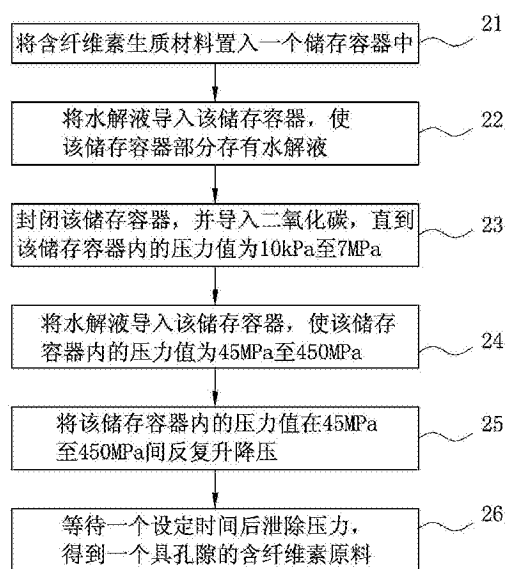 将含纤维素生质材料置入一个储存容器中
21
将水解液导入该储存容器，使
该储存容器部分存有水解液
22
封闭该储存容器，并导入二氧化碳，直到
该储存容器内的压力值为10kPa至7MPa
23
将水解液导入该储存容器，使该储存
容器内的压力值为45MPa至450MPa
24
将该储存容器内的压力值在45MPa
至450MPa间反复升降压
25
等待一个设定时间后泄除压力，
得到一个具孔隙的含纤维素原料
26